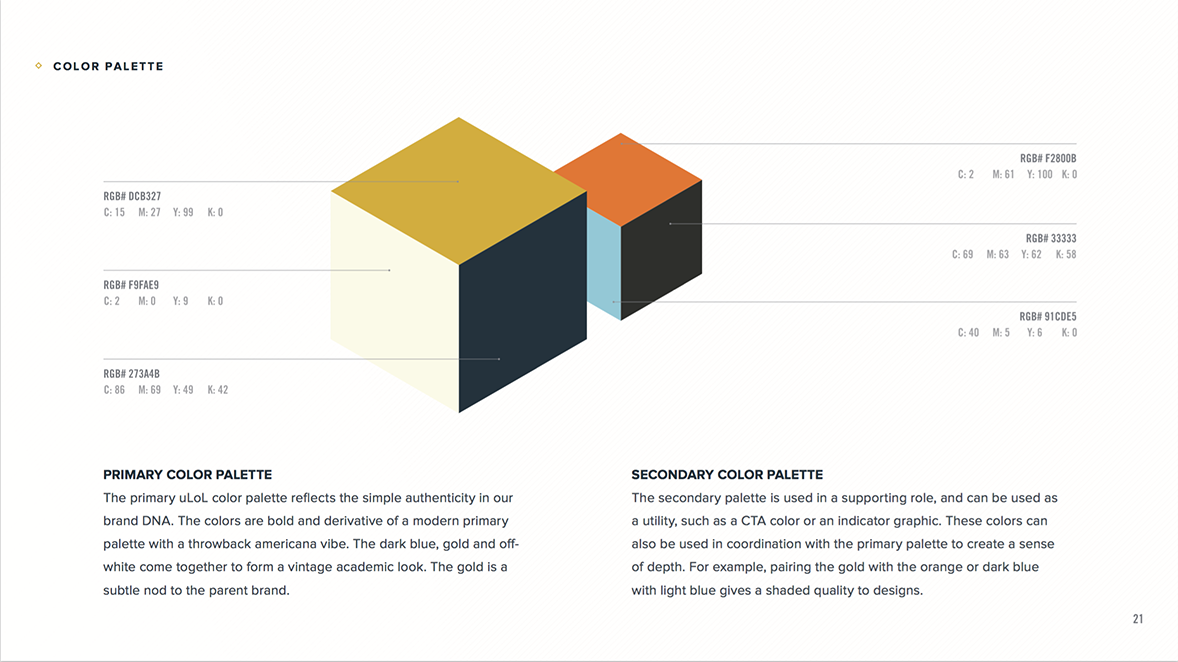 COLOR PALETTE
RGB# DCB327
C: 15 M: 27 Y: 99 K: 0
RGB# F9FAE9
C: 2 M: 0 Y: 9 K: 0
RGB# 273A4B
C: 86 M: 69 Y: 49 K: 42
RGB# F2800B
C: 2 M: 61 Y: 100 K: 0
RGB# 33333
C: 69 M: 63 Y: 62 K: 58
RGB# 91CDE5
C: 40 M: 5 Y: 6 K: 0
PRIMARY COLOR PALETTE
The primary uLoL color palette reflects the simple authenticity in our
brand DNA. The colors are bold and derivative of a modern primary
palette with a throwback americana vibe. The dark blue, gold and off-
white come together to form a vintage academic look. The gold is a
subtle nod to the parent brand.
SECONDARY COLOR PALETTE
The secondary palette is used in a supporting role, and can be used as
a utility, such as a CTA color or an indicator graphic. These colors can
also be used in coordination with the primary palette to create a sense
of depth. For example, pairing the gold with the orange or dark blue
with light blue gives a shaded quality to designs.
21